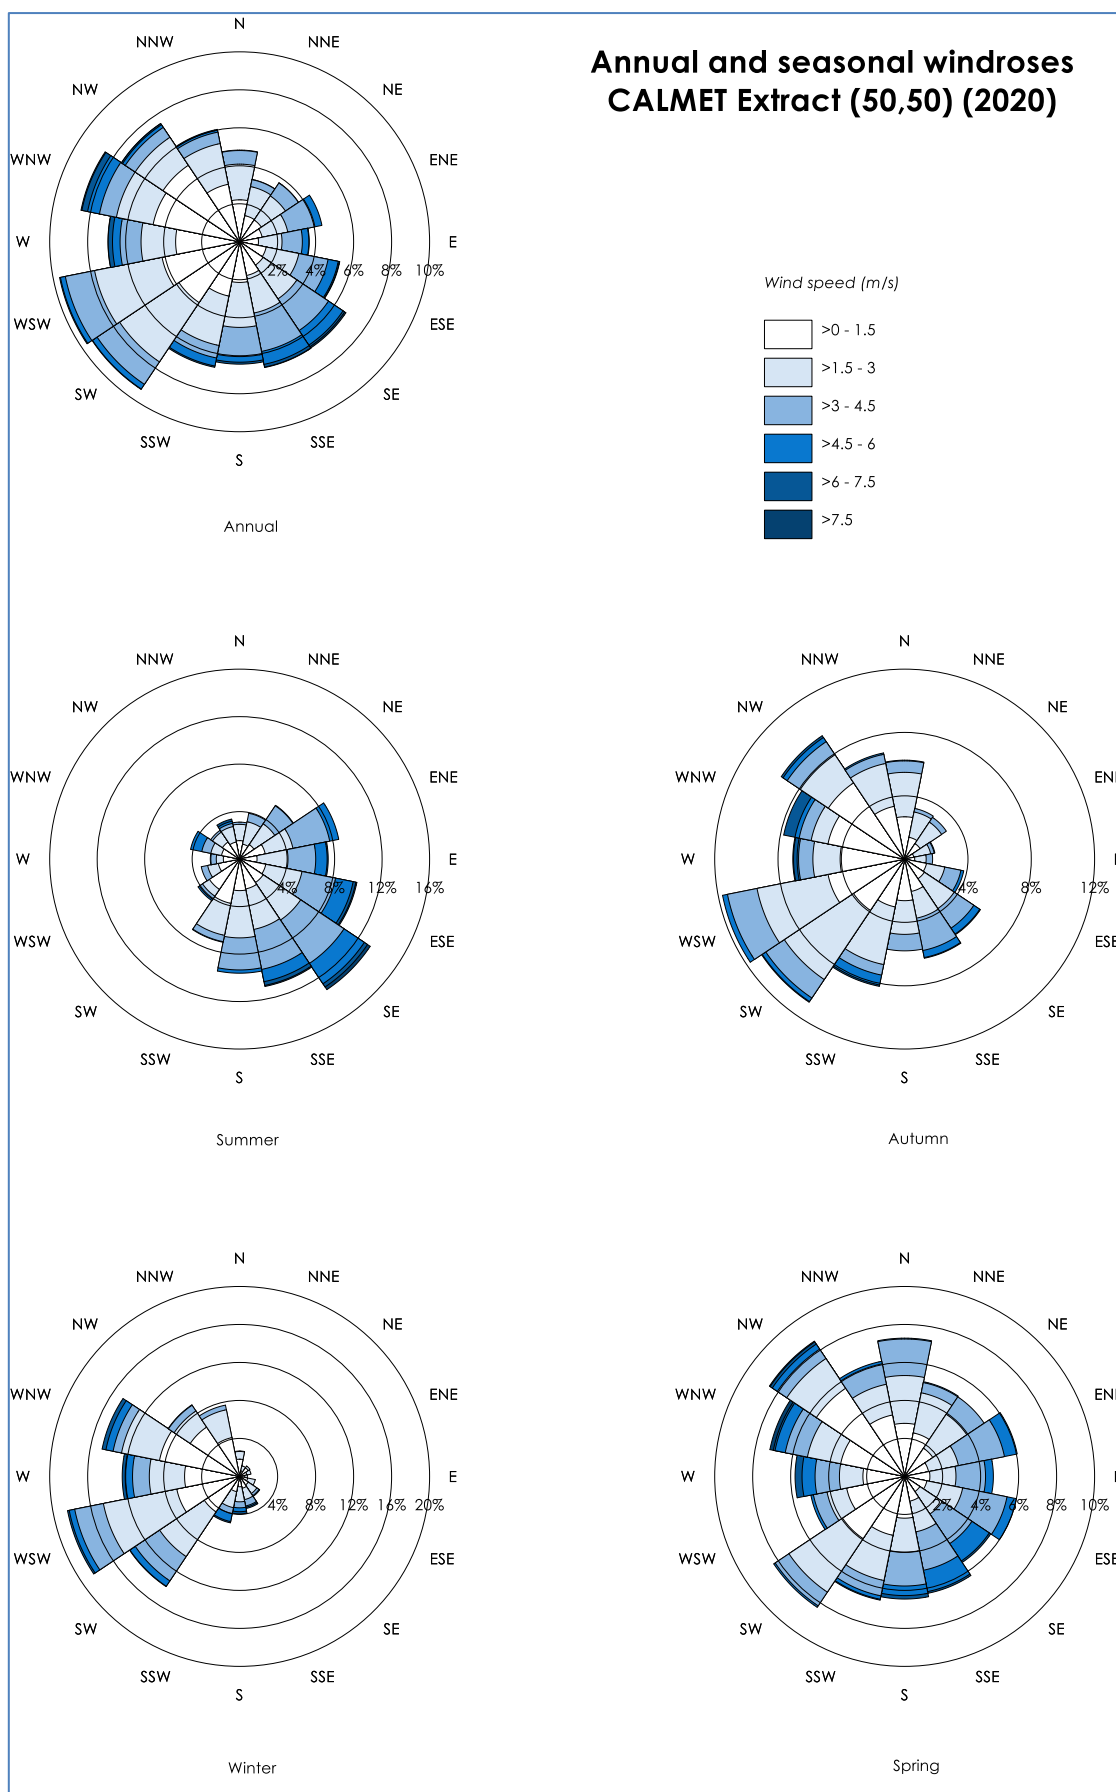 Annual and seasonal windroses
CALMET Extract (50,50) (2020)
N
NNW
NNE
NW
NE
WNW
ENE
W
E
2%
4%
6%
8%
10%
WSW
ESE
SW
SE
SSW
SSE
S
Annual
Wind speed (m/s)
>0 - 1.5
>1.5 - 3
>3 - 4.5
>4.5 - 6
>6 - 7.5
>7.5
N
NNW
NNE
NW
NE
WNW
ENE
W
E
4%
8%
12%
16%
WSW
ESE
SW
SE
SSW
SSE
S
Summer
N
NNW
NNE
NW
NE
WNW
W
4%
8%
12%
WSW
ESE
SW
SE
SSW
SSE
S
Autumn
N
NNW
NNE
NW
NE
WNW
ENE
W
E
4%
8%
12%
16%
20%
WSW
ESE
SW
SE
SSW
SSE
S
Winter
N
NNW
NNE
NW
NE
WNW
W
2%
4%
6%
8%
10%
WSW
ESE
SW
SE
SSW
SSE
S
Spring